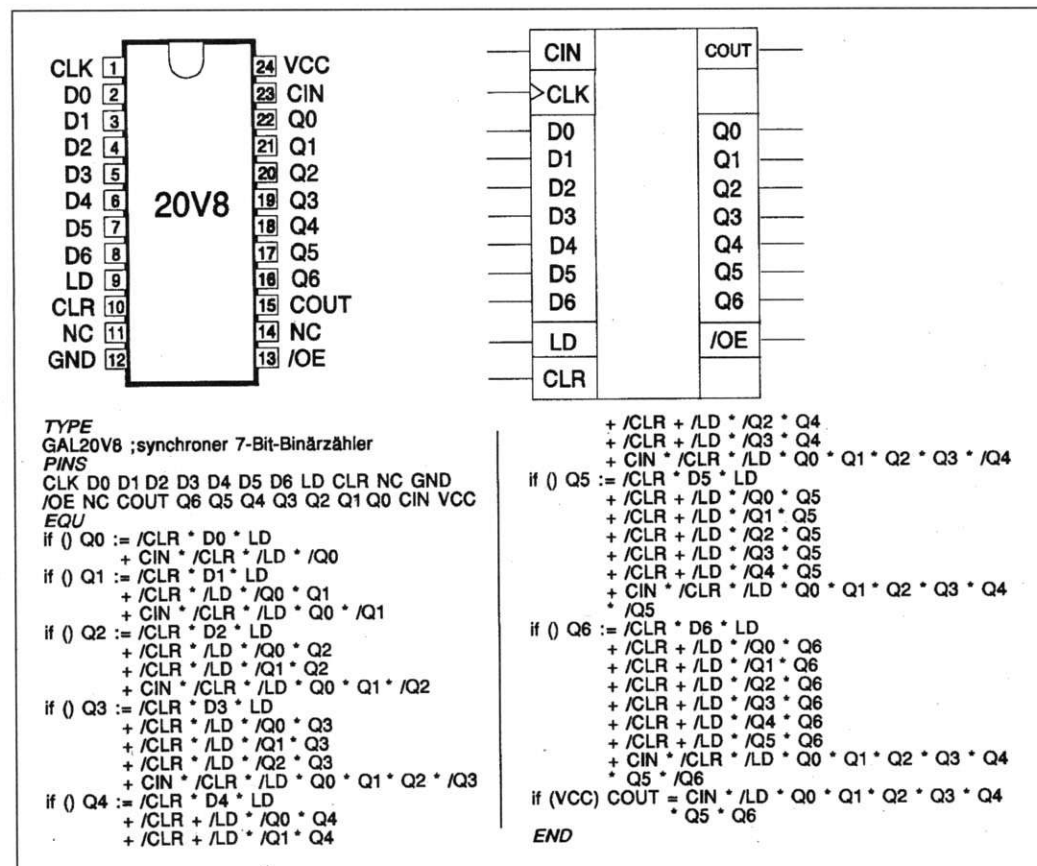 CLK 1
D0 2
D1 3
D2 4
D3 5
D4 6
D5 7
D6 8
LD 9
CLR 10
NC 11
GND 12
20V8
24 VCC
23 CIN
22 Q0
21 Q1
20 Q2
19 Q3
18 Q4
17 Q5
16 Q6
15 COUT
14 NC
13 /OE
CIN
CLK
D0
D1
D2
D3
D4
D5
D6
LD
CLR
COUT
Q0
Q1
Q2
Q3
Q4
Q5
Q6
/OE
TYPE
GAL20V8 ;synchroner 7-Bit-Binärzähler
PINS
CLK D0 D1 D2 D3 D4 D5 D6 LD CLR NC GND
/OE NC COUT Q6 Q5 Q4 Q3 Q2 Q1 Q0 CIN VCC
EQU
if () Q0 := /CLR * D0 * LD
+ CIN * /CLR * /LD * /Q0
if () Q1 := /CLR * D1 * LD
+ /CLR * /LD * /Q0 * Q1
+ CIN * /CLR * /LD * Q0 * /Q1
if () Q2 := /CLR * D2 * LD
+ /CLR * /LD * /Q0 * Q2
+ /CLR * /LD * /Q1 * Q2
+ CIN * /CLR * /LD * Q0 * Q1 * /Q2
if () Q3 := /CLR * D3 * LD
+ /CLR * /LD * /Q0 * Q3
+ /CLR * /LD * /Q1 * Q3
+ /CLR * /LD * /Q2 * Q3
+ CIN * /CLR * /LD * Q0 * Q1 * Q2 * /Q3
if () Q4 := /CLR * D4 * LD
+ /CLR + /LD * /Q0 * Q4
+ /CLR + /LD * /Q1 * Q4
+ /CLR + /LD * /Q2 * Q4
+ /CLR + /LD * /Q3 * Q4
+ CIN * /CLR * /LD * Q0 * Q1 * Q2 * Q3 * /Q4
if () Q5 := /CLR * D5 * LD
+ /CLR + /LD * /Q0 * Q5
+ /CLR + /LD * /Q1 * Q5
+ /CLR + /LD * /Q2 * Q5
+ /CLR + /LD * /Q3 * Q5
+ /CLR + /LD * /Q4 * Q5
+ CIN * /CLR * /LD * Q0 * Q1 * Q2 * Q3 * Q4
* /Q5
if () Q6 := /CLR * D6 * LD
+ /CLR + /LD * /Q0 * Q6
+ /CLR + /LD * /Q1 * Q6
+ /CLR + /LD * /Q2 * Q6
+ /CLR + /LD * /Q3 * Q6
+ /CLR + /LD * /Q4 * Q6
+ /CLR + /LD * /Q5 * Q6
+ CIN * /CLR * /LD * Q0 * Q1 * Q2 * Q3 * Q4
* Q5 * /Q6
if (VCC) COUT = CIN * /LD * Q0 * Q1 * Q2 * Q3 * Q4
* Q5 * Q6
END